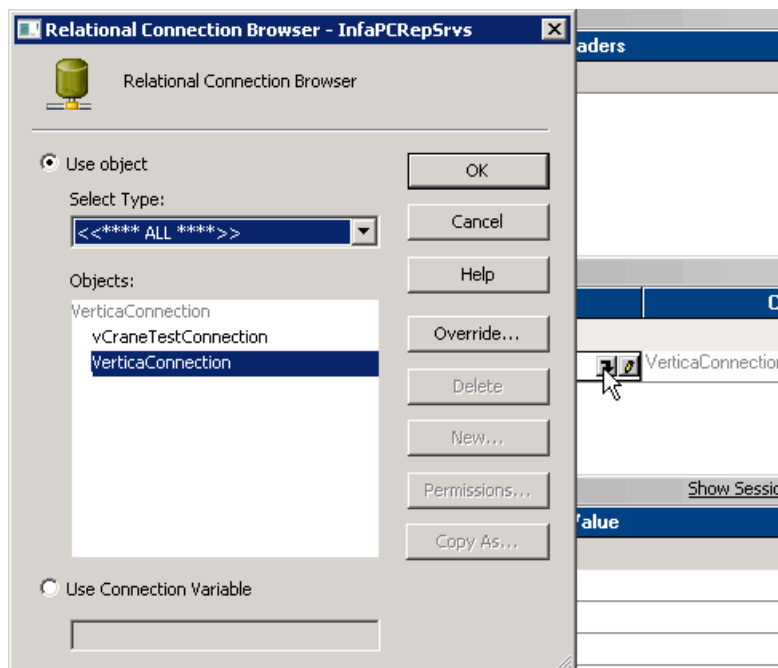 Relational Connection Browser - InfaPCRepSrvs
Relational Connection Browser
Use object
Select Type:
<<**** ALL ****>>
Objects:
VerticaConnection
vCraneTestConnection
VerticaConnection
OK
Cancel
Help
Override...
Delete
New...
Permissions...
Copy As...
Use Connection Variable
aders
C
VerticaConnection
Show Sessio
Value